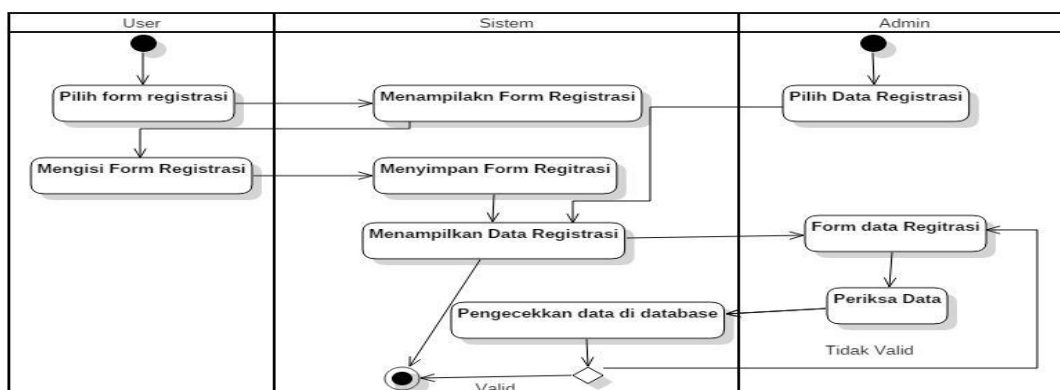 User
Sistem
Admin
Pilih form registrasi
Menampilakn Form Registrasi
Pilih Data Registrasi
Mengisi Form Registrasi
Menyimpan Form Regitrasi
Menampilkan Data Registrasi
Form data Regitrasi
Periksa Data
Pengecekkan data di database
Tidak Valid
Valid